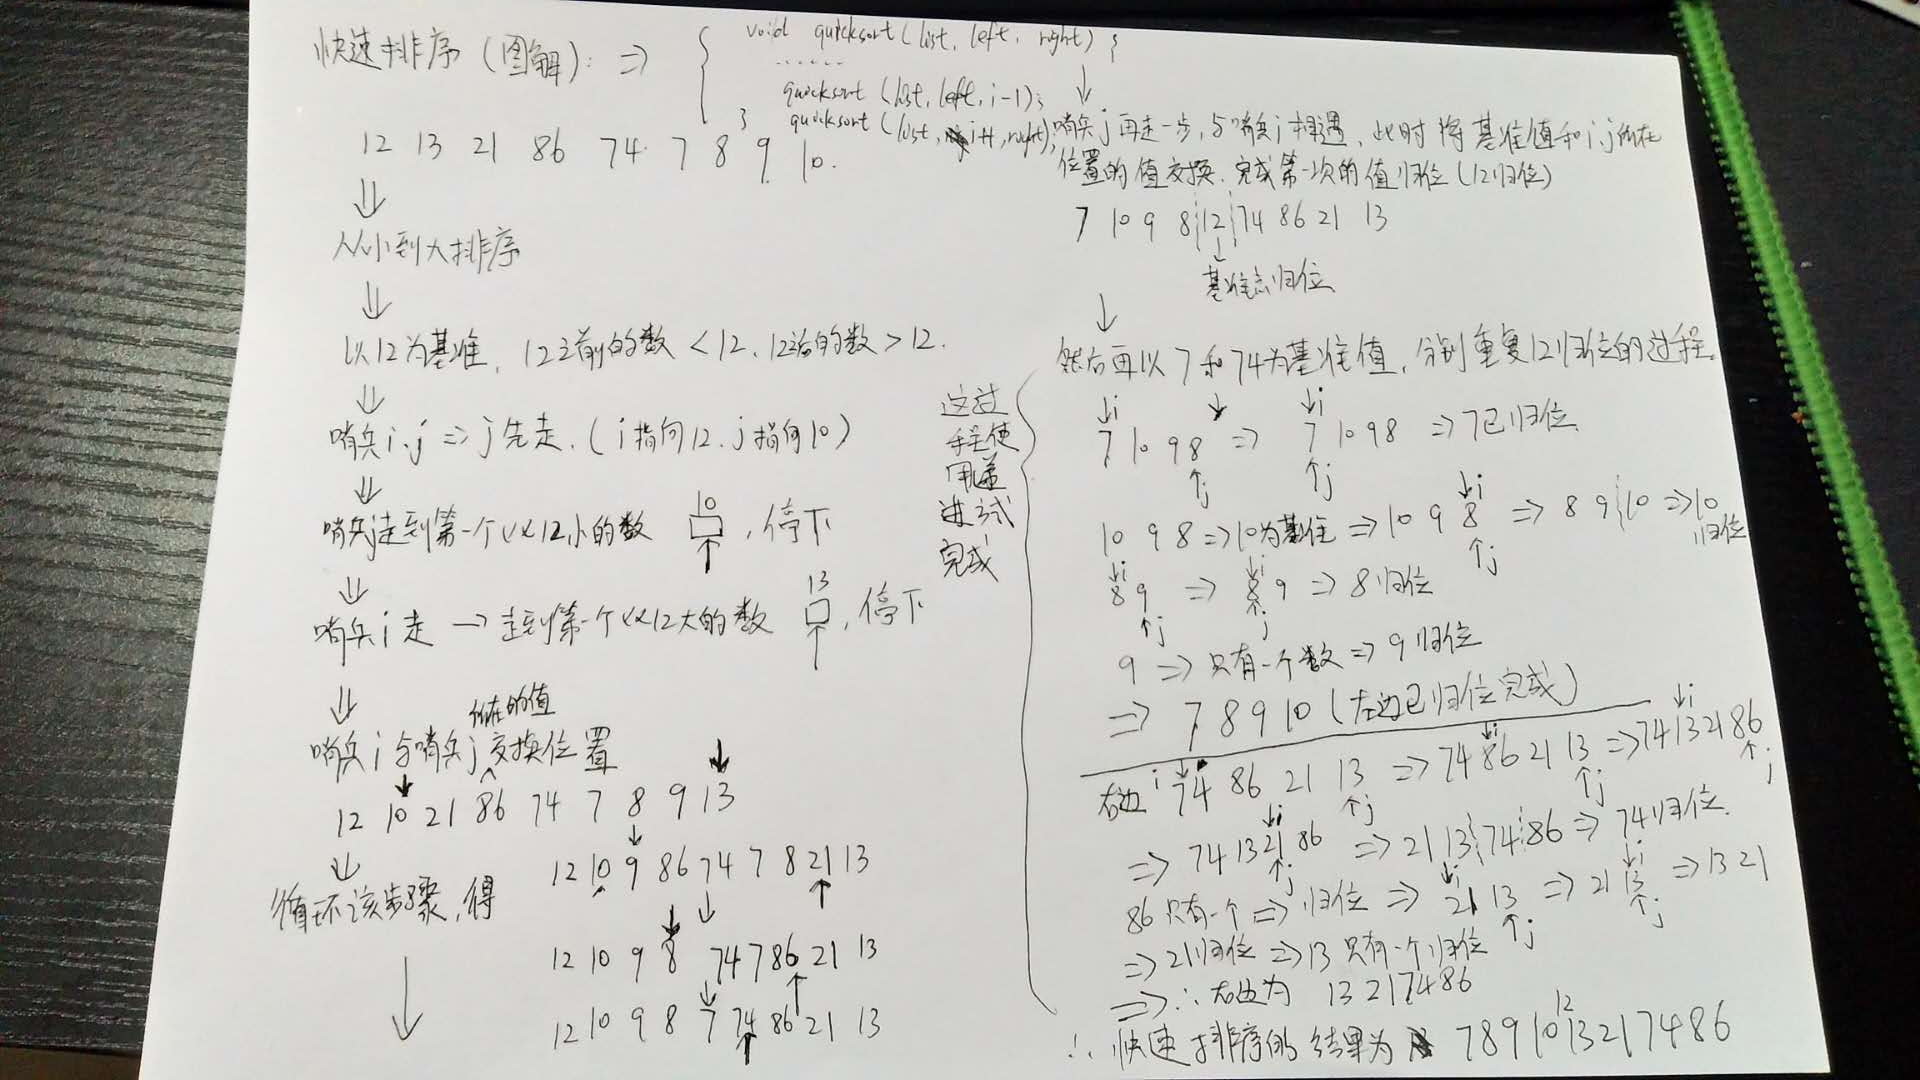 快速排序（图解）：⇒
void quicksort(list, left, right) {
......
quicksort (list, left, i-1);
quicksort (list, i+1, right);
}
12 13 21 86 74 7 8 9 10.
⇓
从小到大排序
⇓
以12为基准，12之前的数<12，12之后的数>12.
⇓
哨兵i、j ⇒ j先走.（i指向12. j指向10）
⇓
哨兵j走到第一个比12小的数 10 ↑，停下
⇓
哨兵i走 → 走到第一个比12大的数 13 ↑，停下
⇓
哨兵i与哨兵j所在的值交换位置
12 10 21 86 74 7 8 9 13
⇓
循环该步骤，得
12 10 9 86 74 7 8 21 13
12 10 9 8 74 7 86 21 13
12 10 9 8 7 74 86 21 13
↓
哨兵j再走一步，与哨兵i相遇，此时将基准值和i.j所在
位置的值交换，完成第一次的值归位（12归位）
7 10 9 8 12 74 86 21 13
↓
基准点归位
↓
然后再以7和74为基准值，分别重复12归位的过程.
这过
程使
用递
进式
完成
7 10 9 8 ⇒ 7 10 9 8 ⇒ 7已归位
10 9 8 ⇒ 10为基准 ⇒ 10 9 8 ⇒ 8 9 10 ⇒ 10归位
8 9 ⇒ 8 9 ⇒ 8归位
9 ⇒ 只有一个数 ⇒ 9归位
⇒ 7 8 9 10（左边已归位完成）
右边 74 86 21 13 ⇒ 74 86 21 13 ⇒ 74 13 21 86
⇒ 74 13 21 86 ⇒ 21 13 74 86 ⇒ 74归位.
86只有一个 ⇒ 归位 ⇒ 21 13 ⇒ 21 13 ⇒ 13 21
⇒ 21归位 ⇒ 13只有一个归位
⇒ ∴ 右边为 13 21 74 86
∴ 快速排序的结果为 7 8 9 10 12 13 21 74 86